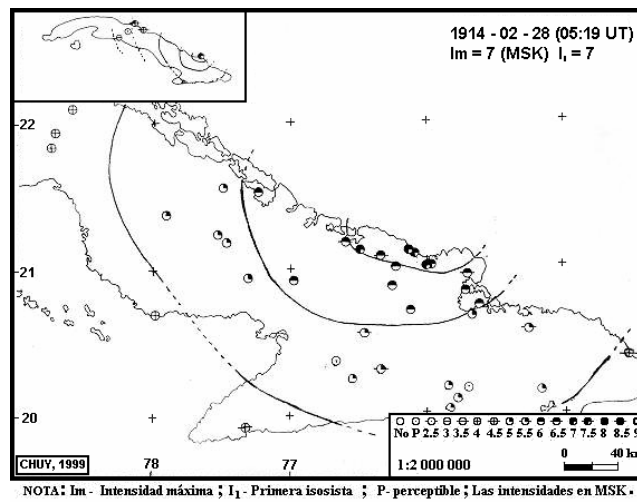 1914 - 02 - 28 (05:19 UT)
Im = 7 (MSK) I₁ = 7
22
21
20
78
77
CHUY, 1999
No P 2.5 3 3.5 4 4.5 5 5.5 6 6.5 7 7.5 8 8.5 9
0 40 km
1:2 000 000
NOTA: Im - Intensidad máxima ; I₁ - Primera isosista ; P- perceptible ; Las intensidades en MSK .